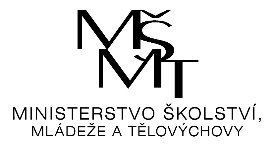 MŠ
MT
MINISTERSTVO ŠKOLSTVÍ,
MLÁDEŽE A TĚLOVÝCHOVY